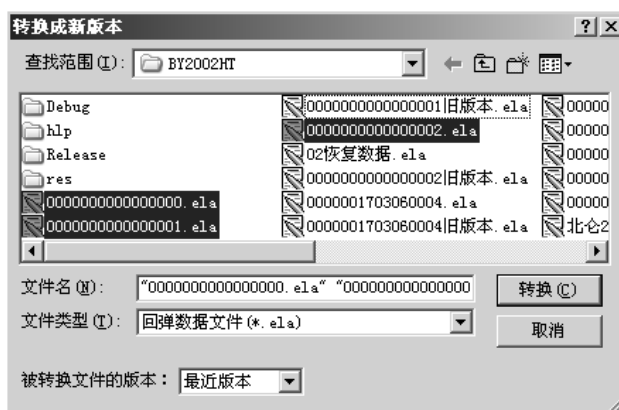 转换成新版本
查找范围(I): BY2002HT
Debug
hlp
Release
res
0000000000000000.ela
0000000000000001.ela
0000000000000001旧版本.ela
0000000000000002.ela
02恢复数据.ela
0000000000000002旧版本.ela
0000001703060004.ela
0000001703060004旧版本.ela
00000
00000
00000
00000
00000
北仑2
文件名(N): "0000000000000000.ela" "000000000000000
转换(C)
文件类型(T): 回弹数据文件(*.ela)
取消
被转换文件的版本: 最近版本